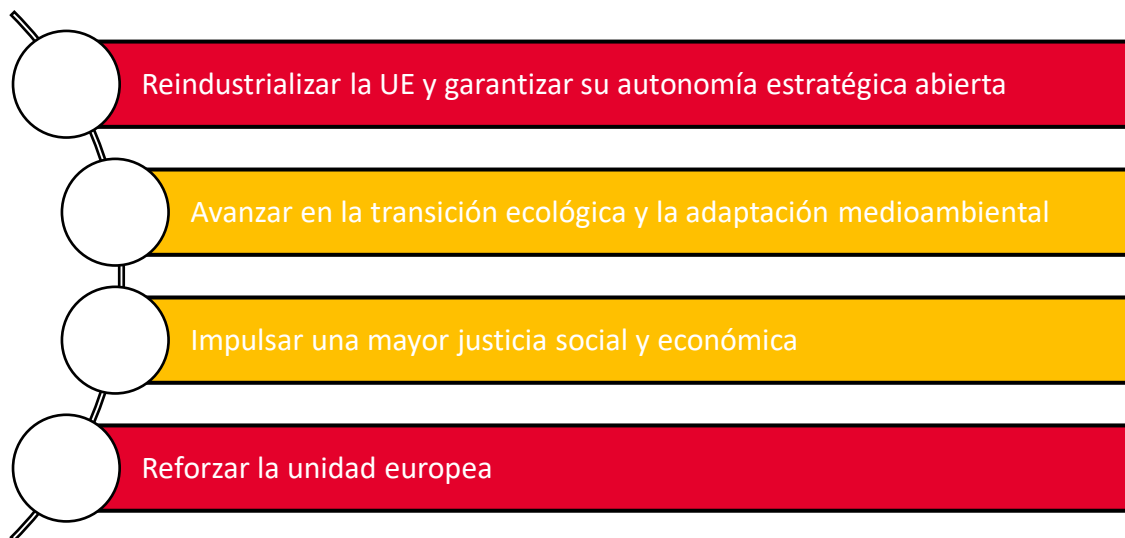 Reindustrializar la UE y garantizar su autonomía estratégica abierta
Avanzar en la transición ecológica y la adaptación medioambiental
Impulsar una mayor justicia social y económica
Reforzar la unidad europea